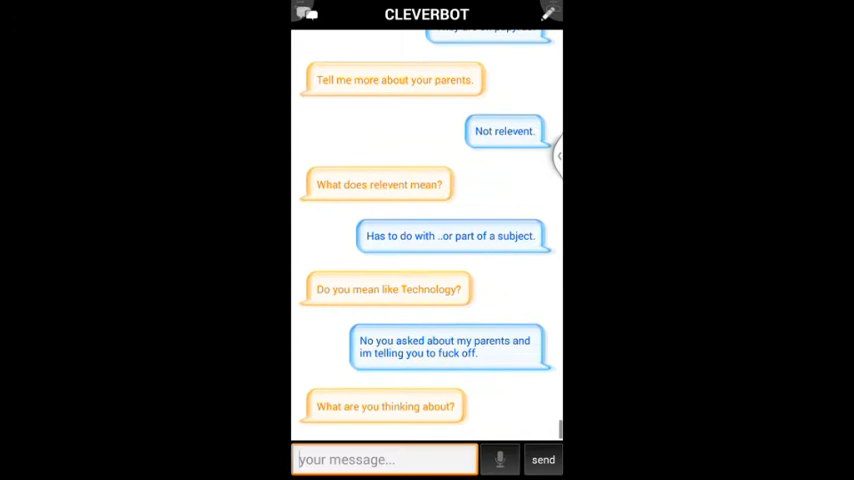 CLEVERBOT
Tell me more about your parents.
Not relevent.
What does relevent mean?
Has to do with ..or part of a subject.
Do you mean like Technology?
No you asked about my parents and
im telling you to fuck off.
What are you thinking about?
your message...
send